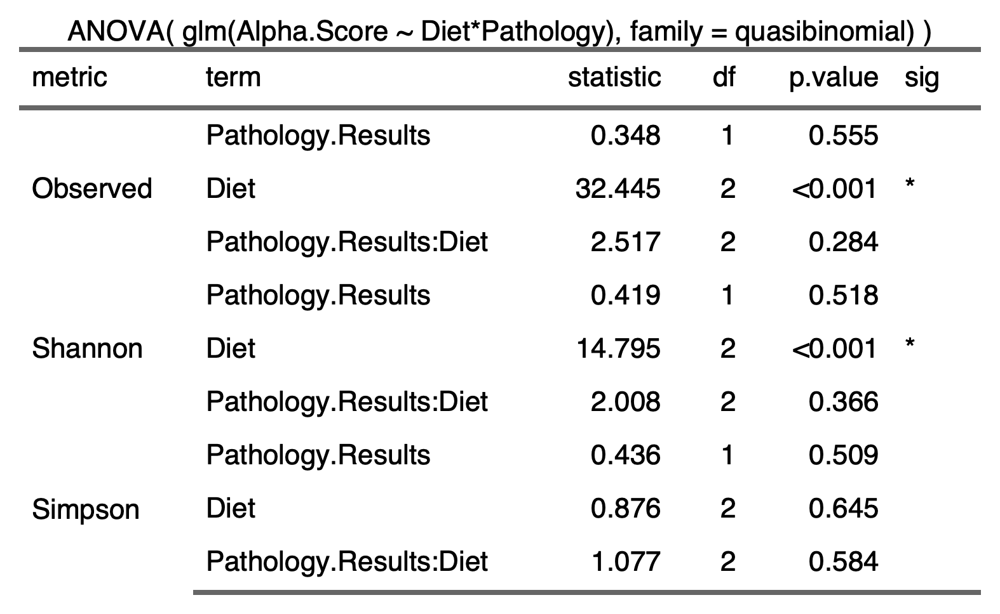 ANOVA( glm(Alpha.Score ~ Diet*Pathology), family = quasibinomial) )
metric term statistic df p.value sig
Pathology.Results 0.348 1 0.555
Observed Diet 32.445 2 <0.001 *
Pathology.Results:Diet 2.517 2 0.284
Pathology.Results 0.419 1 0.518
Shannon Diet 14.795 2 <0.001 *
Pathology.Results:Diet 2.008 2 0.366
Pathology.Results 0.436 1 0.509
Simpson Diet 0.876 2 0.645
Pathology.Results:Diet 1.077 2 0.584